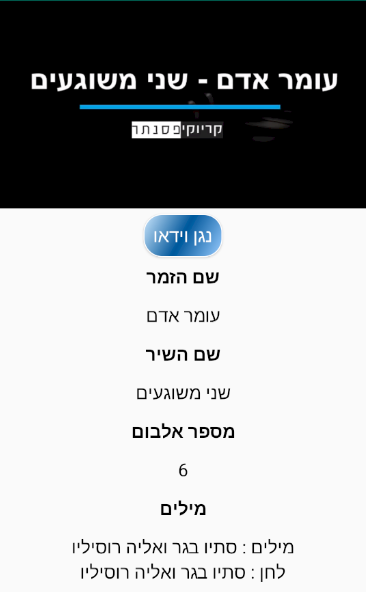 עומר אדם - שני משוגעים
קריוקיפסנתר
נגן וידאו
שם הזמר
עומר אדם
שם השיר
שני משוגעים
מספר אלבום
6
מילים
מילים : סתיו בגר ואליה רוסיליו
לחן : סתיו בגר ואליה רוסיליו